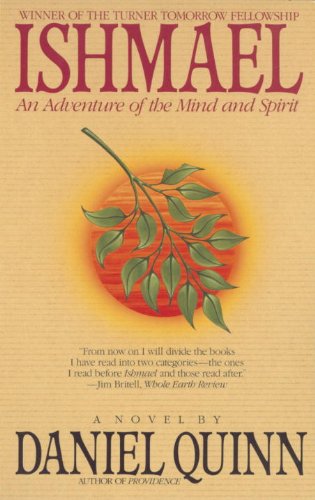 WINNER OF THE TURNER TOMORROW FELLOWSHIP
ISHMAEL
An Adventure of the Mind and Spirit
"From now on I will divide the books
I have read into two categories—the ones
I read before Ishmael and those read after."
—Jim Britell, Whole Earth Review
A NOVEL BY
DANIEL QUINN
AUTHOR OF PROVIDENCE